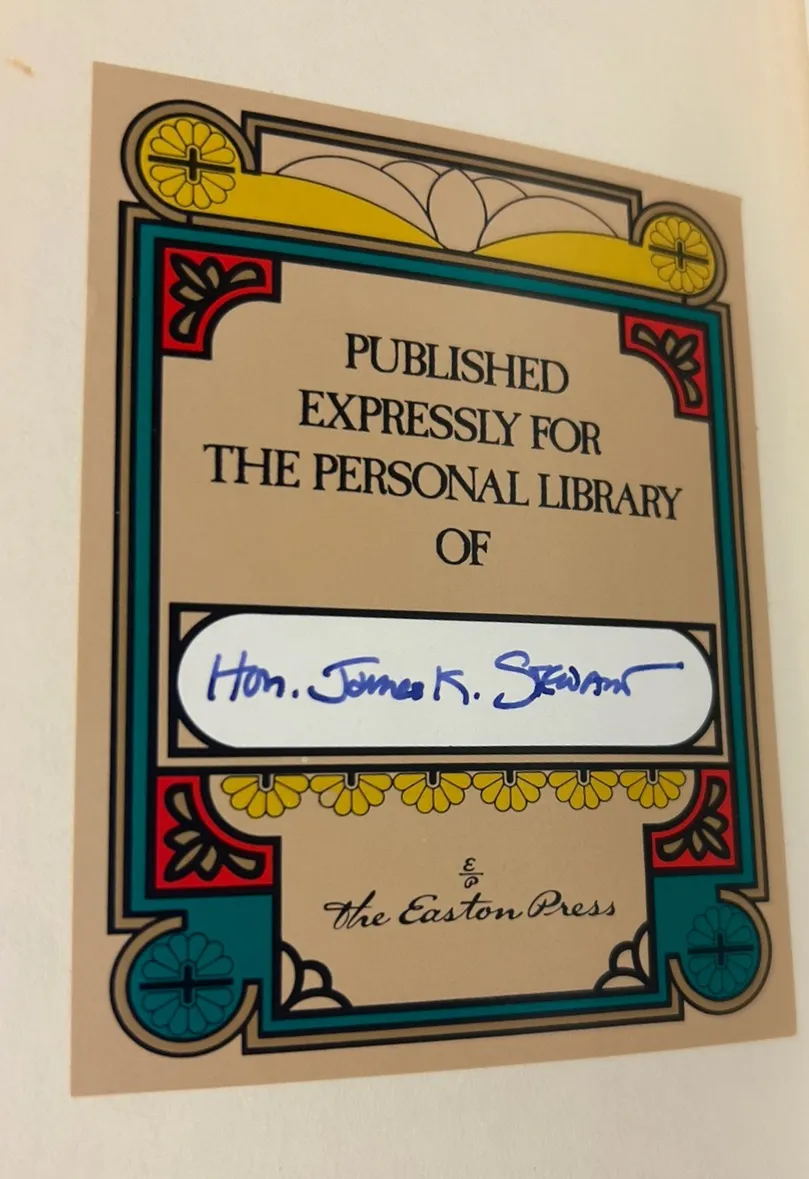 PUBLISHED
EXPRESSLY FOR
THE PERSONAL LIBRARY
OF
Hon. James K. Stewart
E
P
the Easton Press